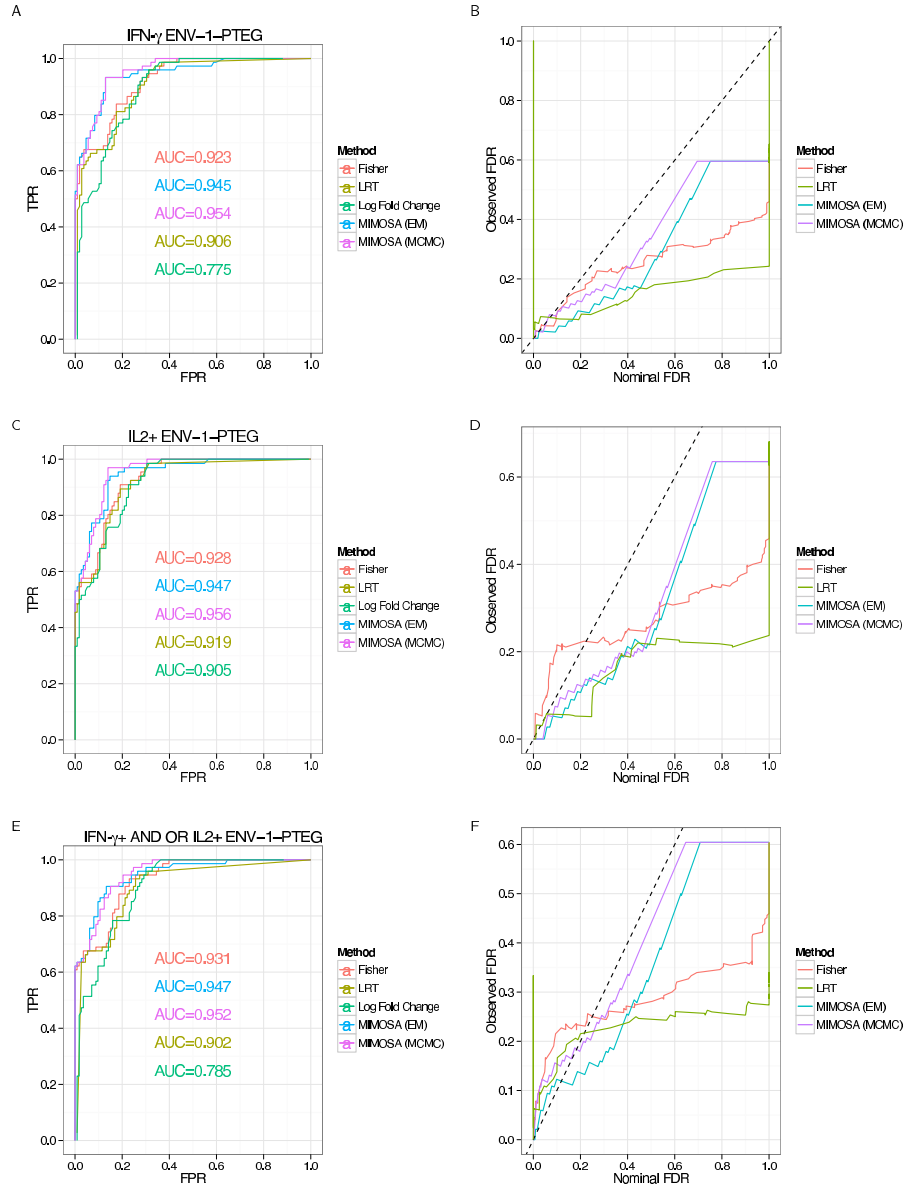 A
IFN-γ ENV−1−PTEG
1.0
0.8
0.6
0.4
0.2
0.0
TPR
AUC=0.923
AUC=0.945
AUC=0.954
AUC=0.906
AUC=0.775
0.0 0.2 0.4 0.6 0.8 1.0
FPR
Method
a Fisher
a LRT
a Log Fold Change
a MIMOSA (EM)
a MIMOSA (MCMC)
B
1.0
0.8
0.6
0.4
0.2
0.0
Observed FDR
0.0 0.2 0.4 0.6 0.8 1.0
Nominal FDR
Method
Fisher
LRT
MIMOSA (EM)
MIMOSA (MCMC)
C
IL2+ ENV−1−PTEG
1.0
0.8
0.6
0.4
0.2
0.0
TPR
AUC=0.928
AUC=0.947
AUC=0.956
AUC=0.919
AUC=0.905
0.0 0.2 0.4 0.6 0.8 1.0
FPR
Method
a Fisher
a LRT
a Log Fold Change
a MIMOSA (EM)
a MIMOSA (MCMC)
D
0.6
0.4
0.2
0.0
Observed FDR
0.0 0.2 0.4 0.6 0.8 1.0
Nominal FDR
Method
Fisher
LRT
MIMOSA (EM)
MIMOSA (MCMC)
E
IFN-γ+ AND OR IL2+ ENV−1−PTEG
1.0
0.8
0.6
0.4
0.2
0.0
TPR
AUC=0.931
AUC=0.947
AUC=0.952
AUC=0.902
AUC=0.785
0.0 0.2 0.4 0.6 0.8 1.0
FPR
Method
a Fisher
a LRT
a Log Fold Change
a MIMOSA (EM)
a MIMOSA (MCMC)
F
0.6
0.5
0.4
0.3
0.2
0.1
0.0
Observed FDR
0.0 0.2 0.4 0.6 0.8 1.0
Nominal FDR
Method
Fisher
LRT
MIMOSA (EM)
MIMOSA (MCMC)